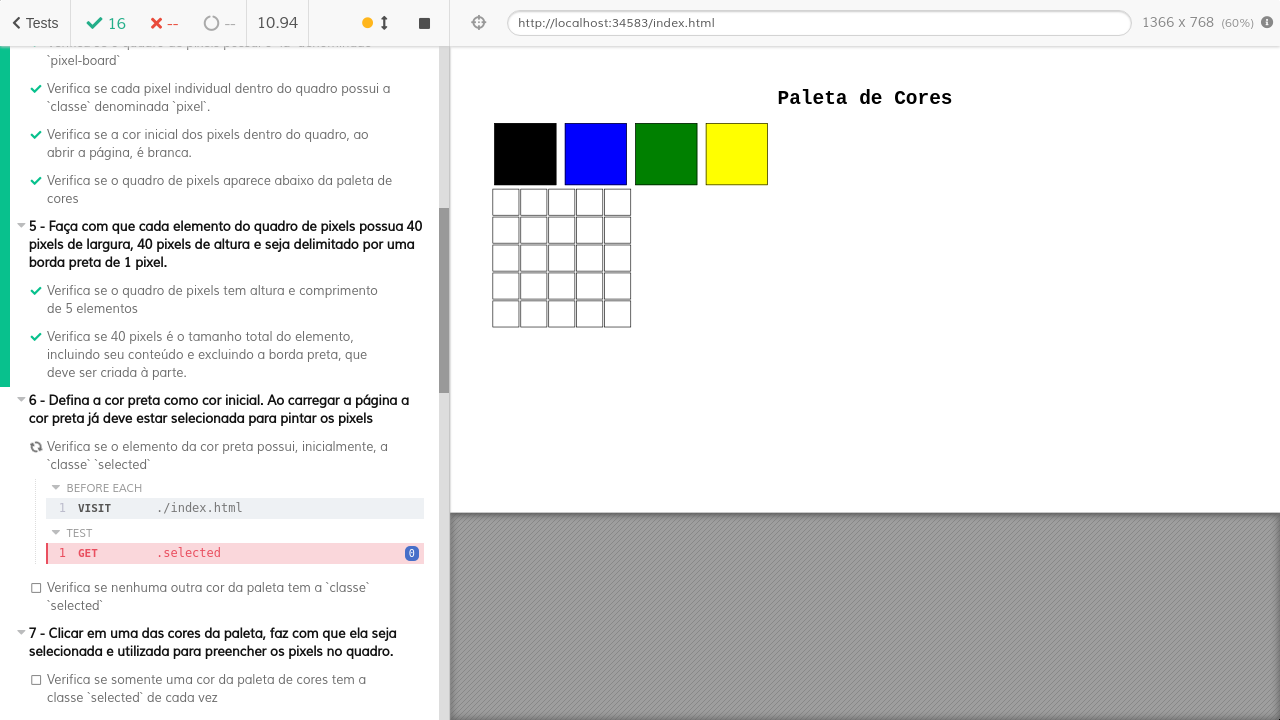 Tests
16
--
--
10.94
http://localhost:34583/index.html
1366 x 768 (60%)
`pixel-board`
Verifica se cada pixel individual dentro do quadro possui a
`classe` denominada `pixel`.
Verifica se a cor inicial dos pixels dentro do quadro, ao
abrir a página, é branca.
Verifica se o quadro de pixels aparece abaixo da paleta de
cores
5 - Faça com que cada elemento do quadro de pixels possua 40
pixels de largura, 40 pixels de altura e seja delimitado por uma
borda preta de 1 pixel.
Verifica se o quadro de pixels tem altura e comprimento
de 5 elementos
Verifica se 40 pixels é o tamanho total do elemento,
incluindo seu conteúdo e excluindo a borda preta, que
deve ser criada à parte.
6 - Defina a cor preta como cor inicial. Ao carregar a página a
cor preta já deve estar selecionada para pintar os pixels
Verifica se o elemento da cor preta possui, inicialmente, a
`classe` `selected`
BEFORE EACH
1 VISIT ./index.html
TEST
1 GET .selected 0
Verifica se nenhuma outra cor da paleta tem a `classe`
`selected`
7 - Clicar em uma das cores da paleta, faz com que ela seja
selecionada e utilizada para preencher os pixels no quadro.
Verifica se somente uma cor da paleta de cores tem a
classe `selected` de cada vez
Paleta de Cores